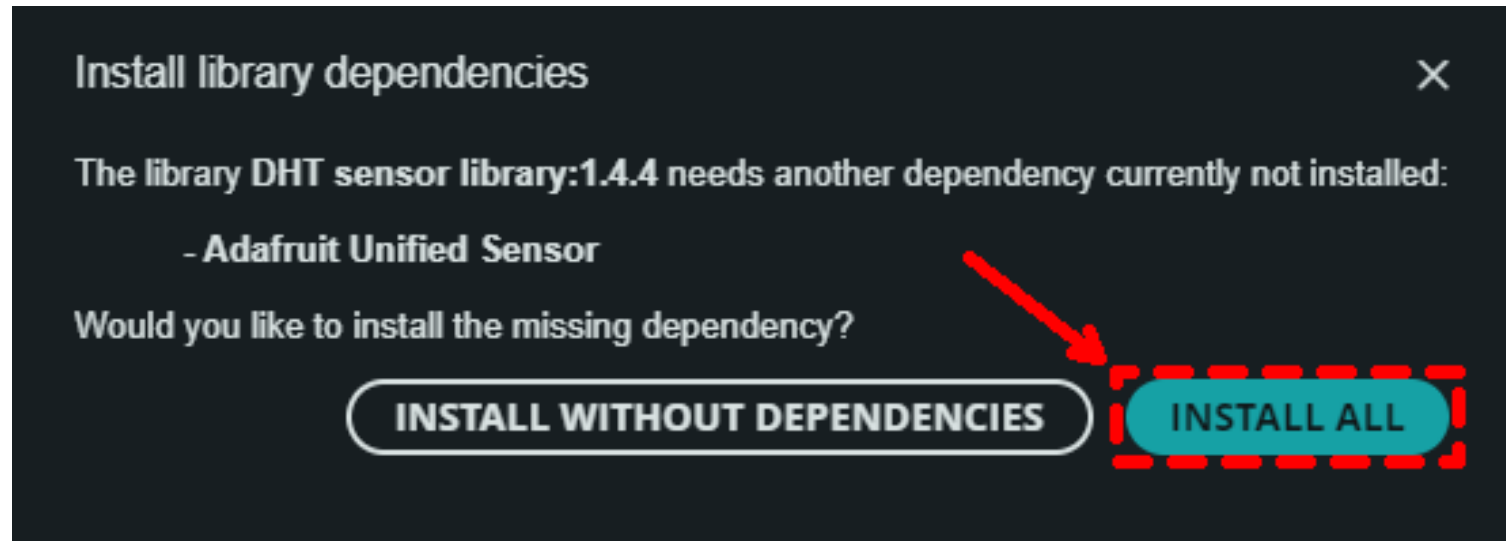 Install library dependencies
The library DHT sensor library:1.4.4 needs another dependency currently not installed:
- Adafruit Unified Sensor
Would you like to install the missing dependency?
INSTALL WITHOUT DEPENDENCIES
INSTALL ALL